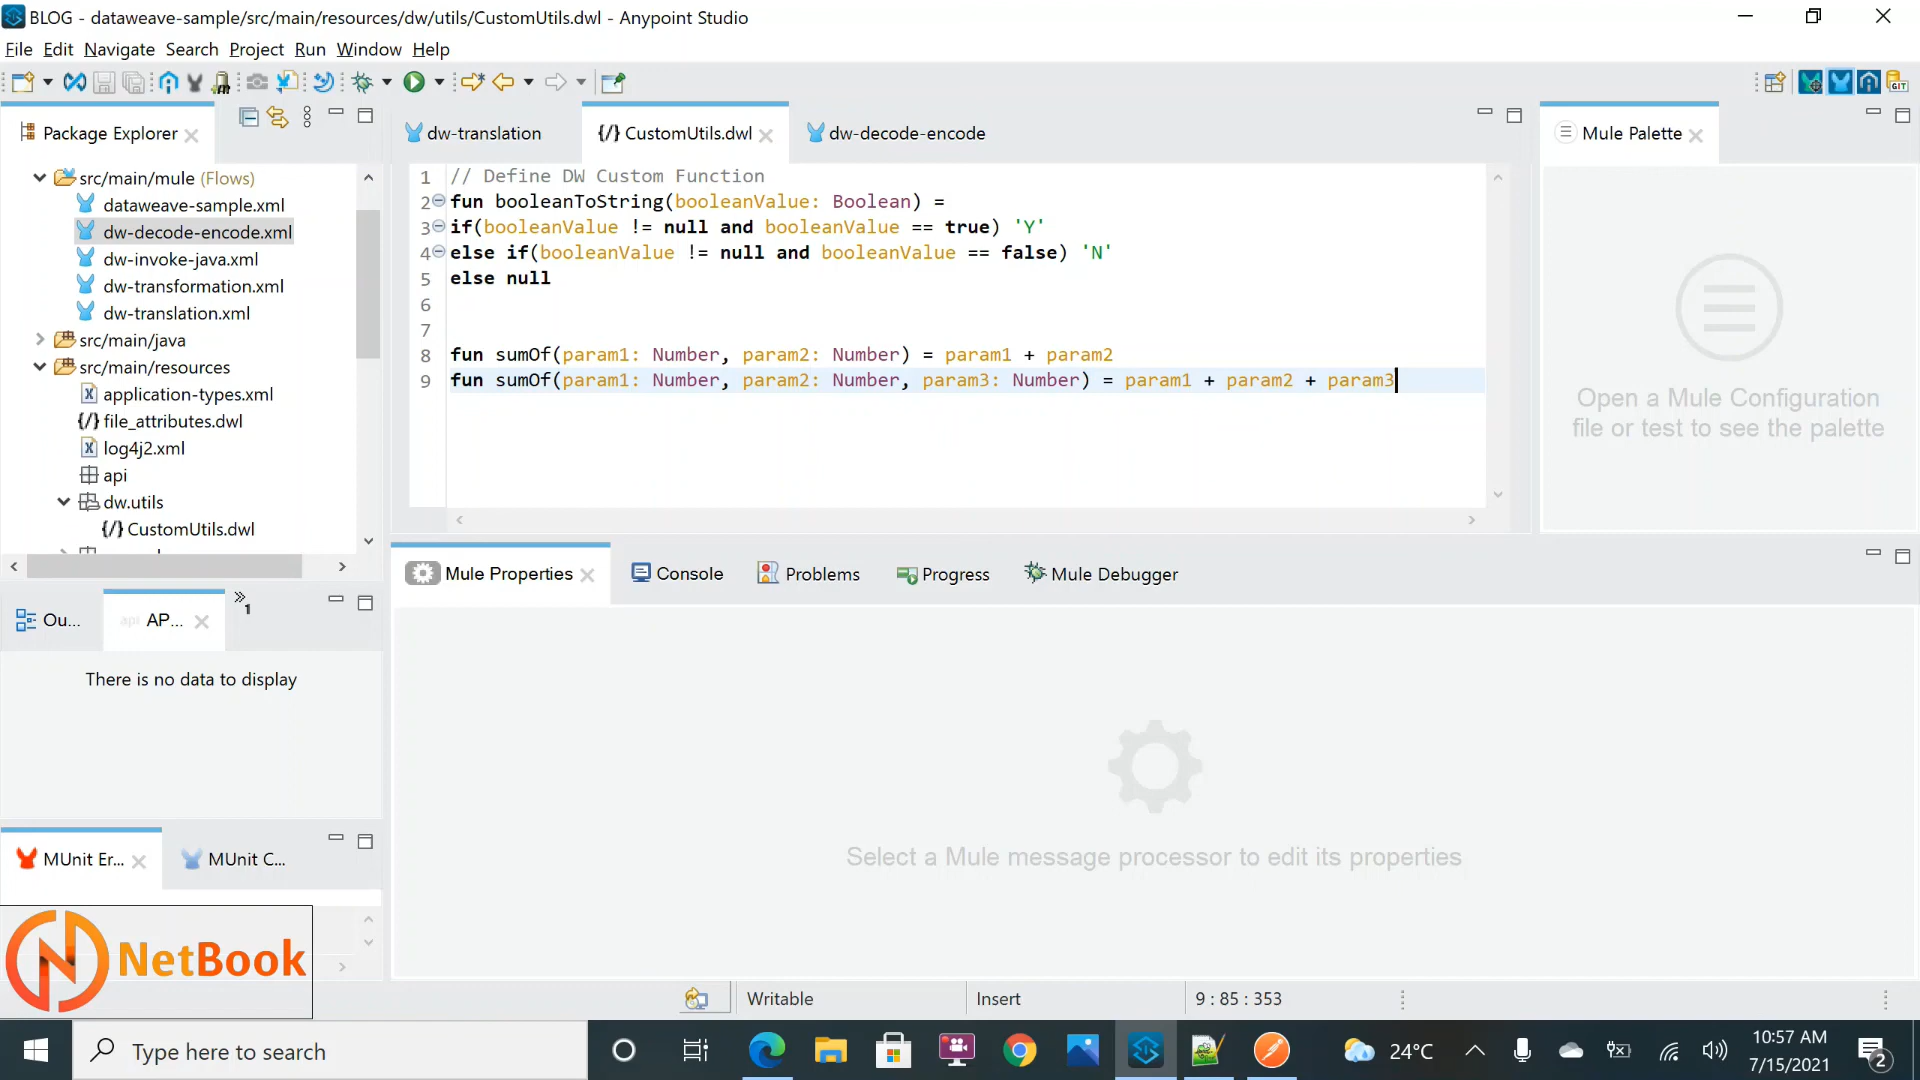 BLOG - dataweave-sample/src/main/resources/dw/utils/CustomUtils.dwl - Anypoint Studio
File Edit Navigate Search Project Run Window Help
GIT
Package Explorer
src/main/mule (Flows)
dataweave-sample.xml
dw-decode-encode.xml
dw-invoke-java.xml
dw-transformation.xml
dw-translation.xml
src/main/java
src/main/resources
application-types.xml
file_attributes.dwl
log4j2.xml
api
dw.utils
CustomUtils.dwl
dw-translation CustomUtils.dwl dw-decode-encode
1 // Define DW Custom Function
2 fun booleanToString(booleanValue: Boolean) =
3 if(booleanValue != null and booleanValue == true) 'Y'
4 else if(booleanValue != null and booleanValue == false) 'N'
5 else null
6
7
8 fun sumOf(param1: Number, param2: Number) = param1 + param2
9 fun sumOf(param1: Number, param2: Number, param3: Number) = param1 + param2 + param3
Mule Palette
Open a Mule Configuration
file or test to see the palette
Mule Properties Console Problems Progress Mule Debugger
Select a Mule message processor to edit its properties
Ou... api AP... 1
There is no data to display
MUnit Er... MUnit C...
NetBook
Writable Insert 9 : 85 : 353
Type here to search
24°C
10:57 AM
7/15/2021
2